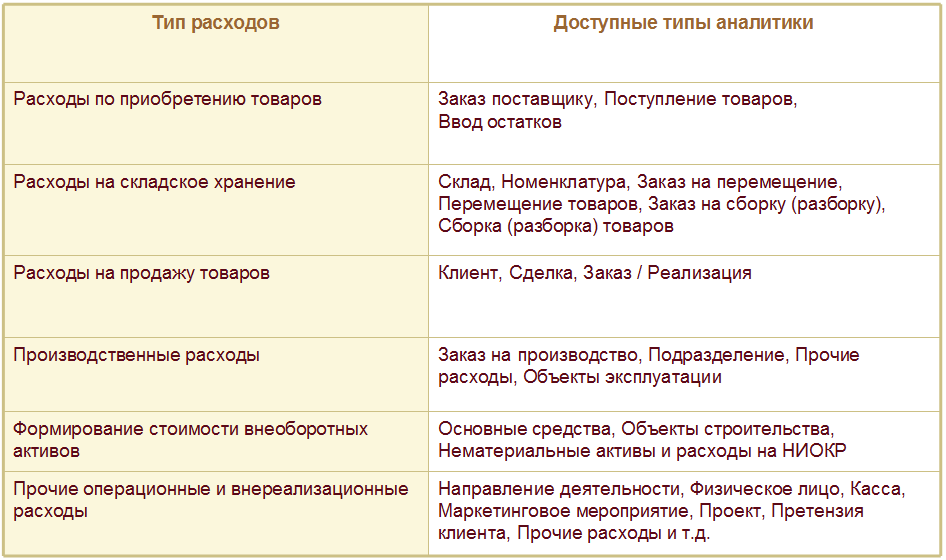 Тип расходов
Доступные типы аналитики
Расходы по приобретению товаров
Заказ поставщику, Поступление товаров,
Ввод остатков
Расходы на складское хранение
Склад, Номенклатура, Заказ на перемещение,
Перемещение товаров, Заказ на сборку (разборку),
Сборка (разборка) товаров
Расходы на продажу товаров
Клиент, Сделка, Заказ / Реализация
Производственные расходы
Заказ на производство, Подразделение, Прочие
расходы, Объекты эксплуатации
Формирование стоимости внеоборотных
активов
Основные средства, Объекты строительства,
Нематериальные активы и расходы на НИОКР
Прочие операционные и внереализационные
расходы
Направление деятельности, Физическое лицо, Касса,
Маркетинговое мероприятие, Проект, Претензия
клиента, Прочие расходы и т.д.